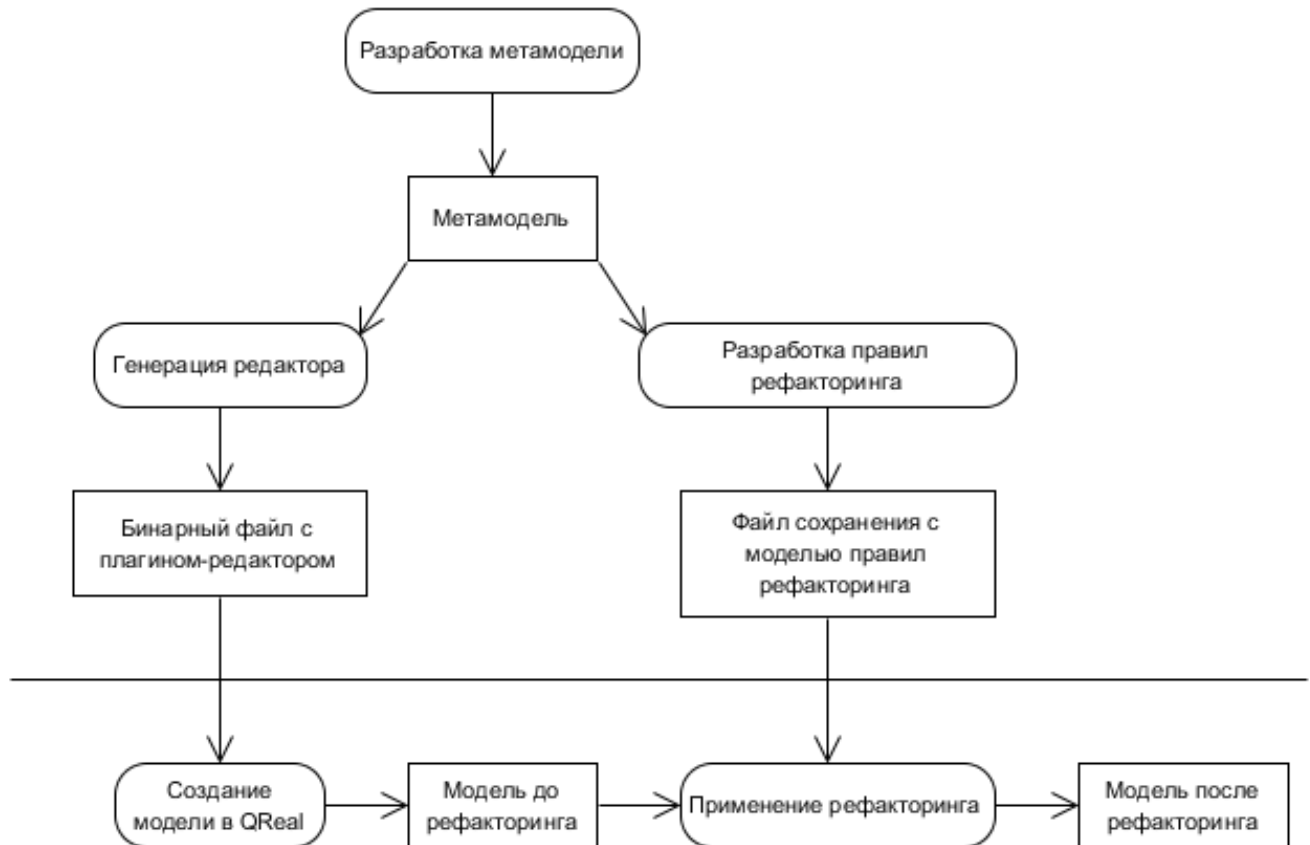 Разработка метамодели
Метамодель
Генерация редактора
Разработка правил
рефакторинга
Бинарный файл с
плагином-редактором
Файл сохранения с
моделью правил
рефакторинга
Создание
модели в QReal
Модель до
рефакторинга
Применение рефакторинга
Модель после
рефакторинга